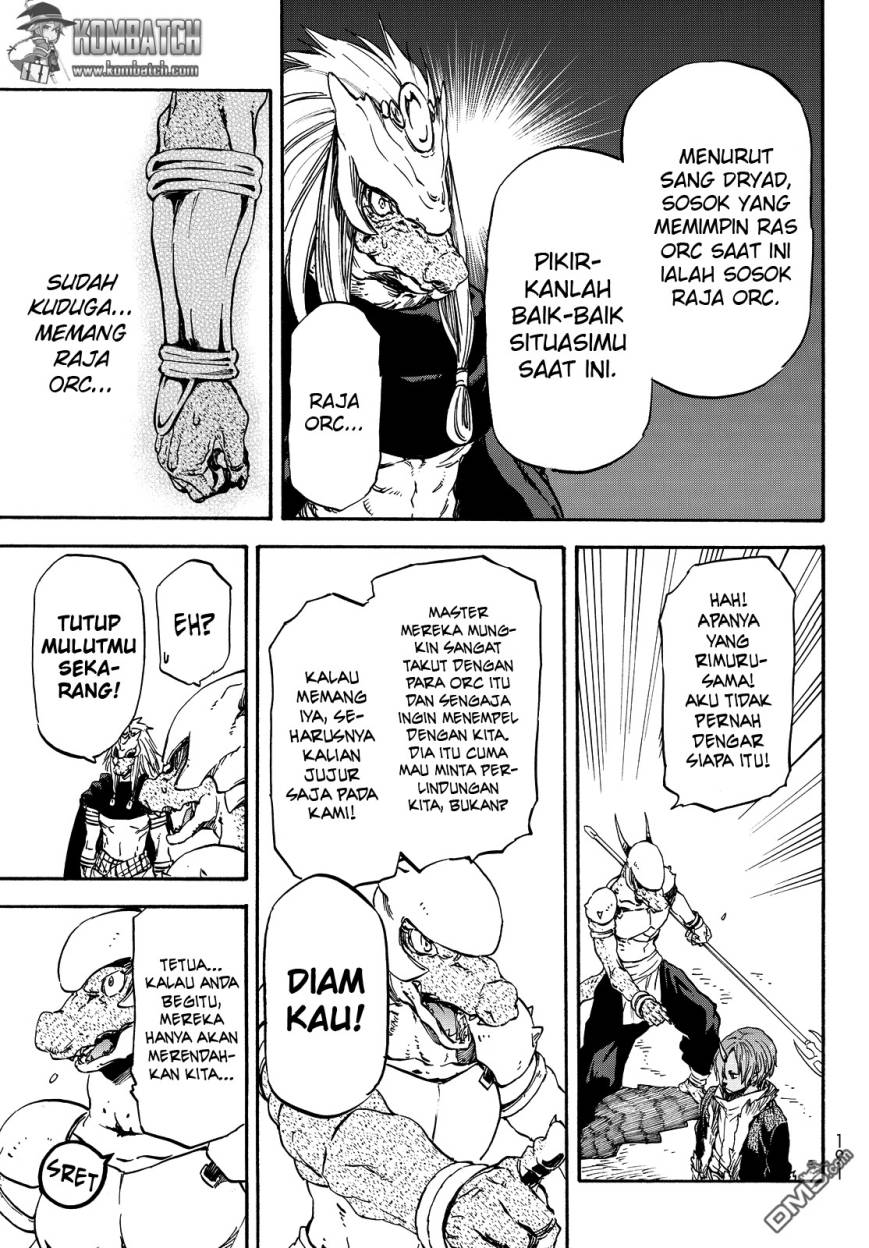 KOMBATCH
www.kombatch.com
MENURUT
SANG DRYAD,
SOSOK YANG
MEMIMPIN RAS
ORC SAAT INI
IALAH SOSOK
RAJA ORC.
PIKIR-
KANLAH
BAIK-BAIK
SITUASIMU
SAAT INI.
RAJA
ORC...
SUDAH
KUDUGA...
MEMANG
RAJA
ORC...
HAH!
APANYA
YANG
RIMURU-
SAMA!
AKU TIDAK
PERNAH
DENGAR
SIAPA ITU!
MASTER
MEREKA MUNG-
KIN SANGAT
TAKUT DENGAN
PARA ORC ITU
DAN SENGAJA
INGIN MENEMPEL
DENGAN KITA.
DIA ITU CUMA
MAU MINTA PER-
LINDUNGAN
KITA, BUKAN?
KALAU
MEMANG
IYA, SE-
HARUSNYA
KALIAN
JUJUR
SAJA PADA
KAMI!
DIAM
KAU!
EH?
TUTUP
MULUTMU
SEKA-
RANG!
TETUA...
KALAU ANDA
BEGITU,
MEREKA
HANYA AKAN
MERENDAH-
KAN KITA...
SRET